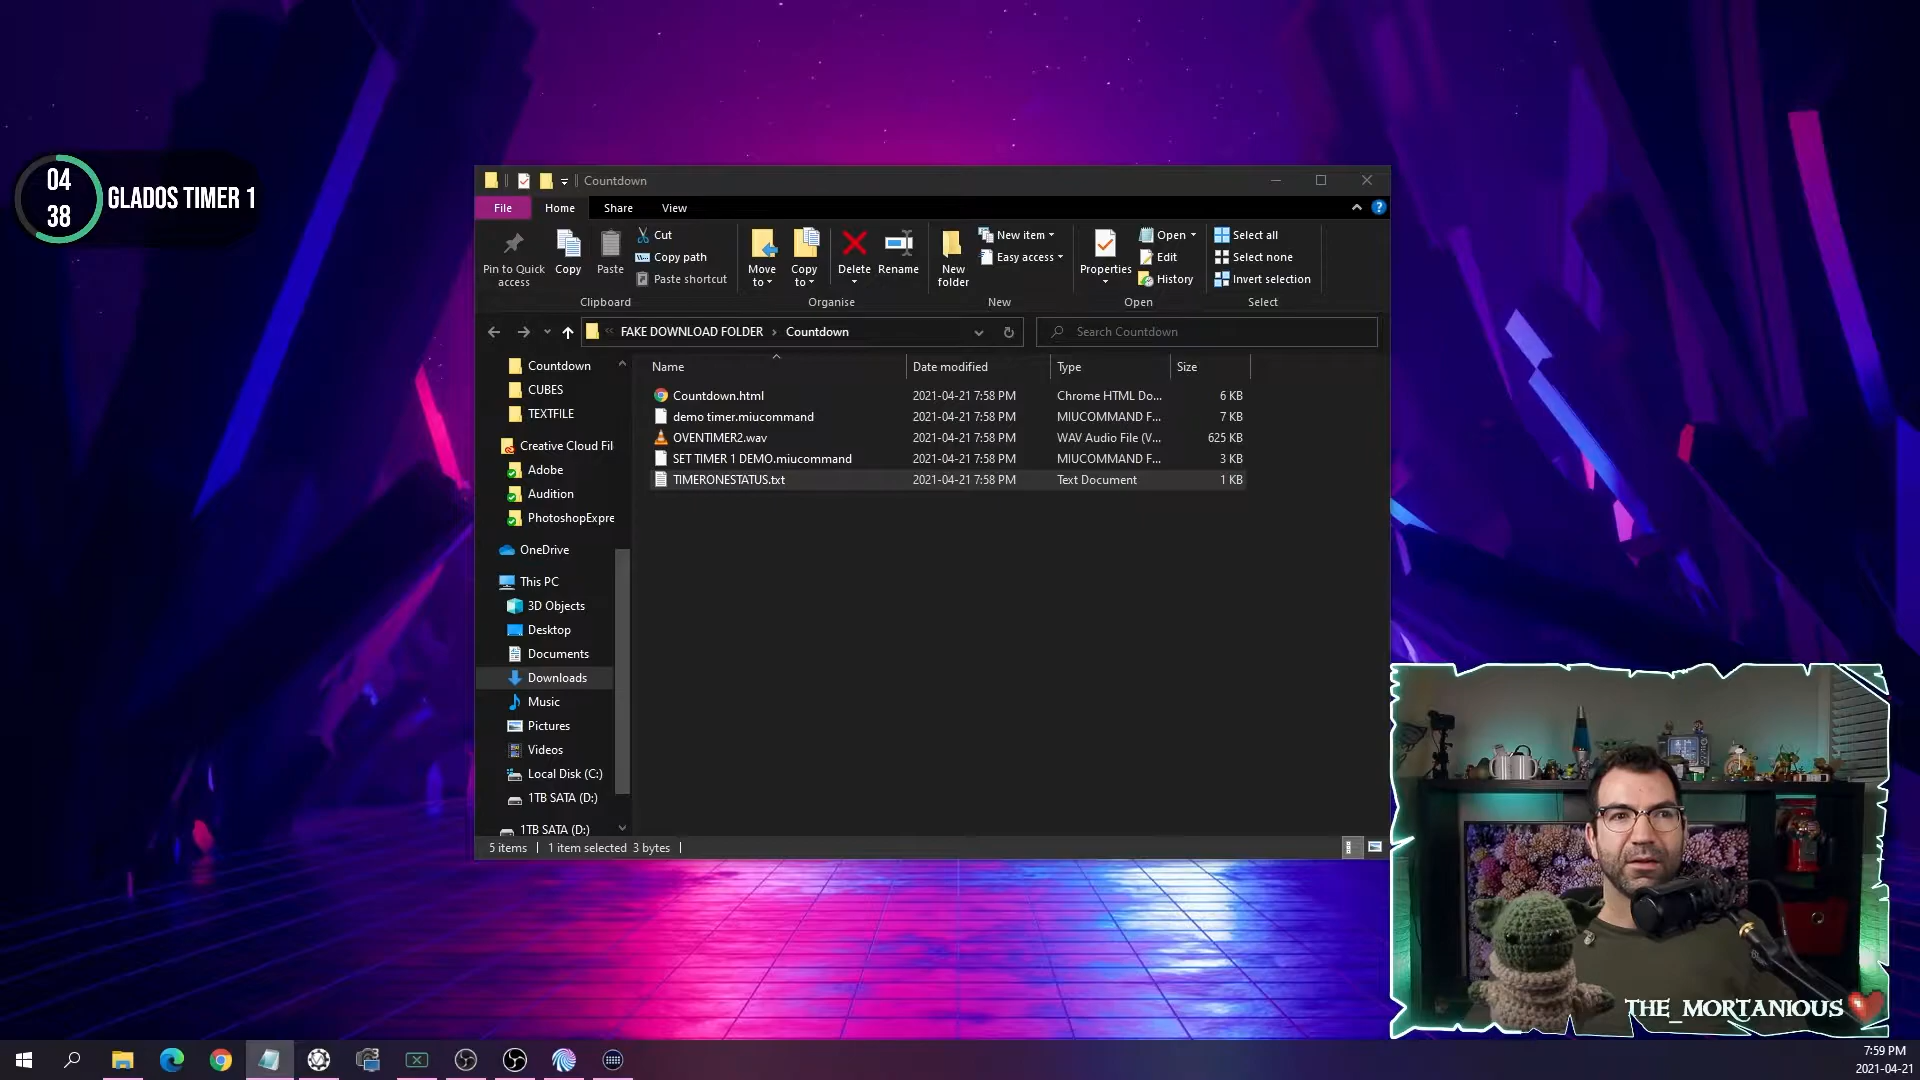 04
38
GLADOS TIMER 1
Countdown
File
Home
Share
View
Pin to Quick
access
Copy
Paste
Cut
Copy path
Paste shortcut
Clipboard
Move
to
Copy
to
Delete
Rename
Organise
New
folder
New item
Easy access
New
Properties
Open
Edit
History
Open
Select all
Select none
Invert selection
Select
FAKE DOWNLOAD FOLDER
Countdown
Search Countdown
Countdown
CUBES
TEXTFILE
Creative Cloud Fil
Adobe
Audition
PhotoshopExpre
OneDrive
This PC
3D Objects
Desktop
Documents
Downloads
Music
Pictures
Videos
Local Disk (C:)
1TB SATA (D:)
1TB SATA (D:)
Name Date modified Type Size
Countdown.html 2021-04-21 7:58 PM Chrome HTML Do... 6 KB
demo timer.miucommand 2021-04-21 7:58 PM MIUCOMMAND F... 7 KB
OVENTIMER2.wav 2021-04-21 7:58 PM WAV Audio File (V... 625 KB
SET TIMER 1 DEMO.miucommand 2021-04-21 7:58 PM MIUCOMMAND F... 3 KB
TIMERONESTATUS.txt 2021-04-21 7:58 PM Text Document 1 KB
5 items 1 item selected 3 bytes
THE_MORTANIOUS
7:59 PM
2021-04-21